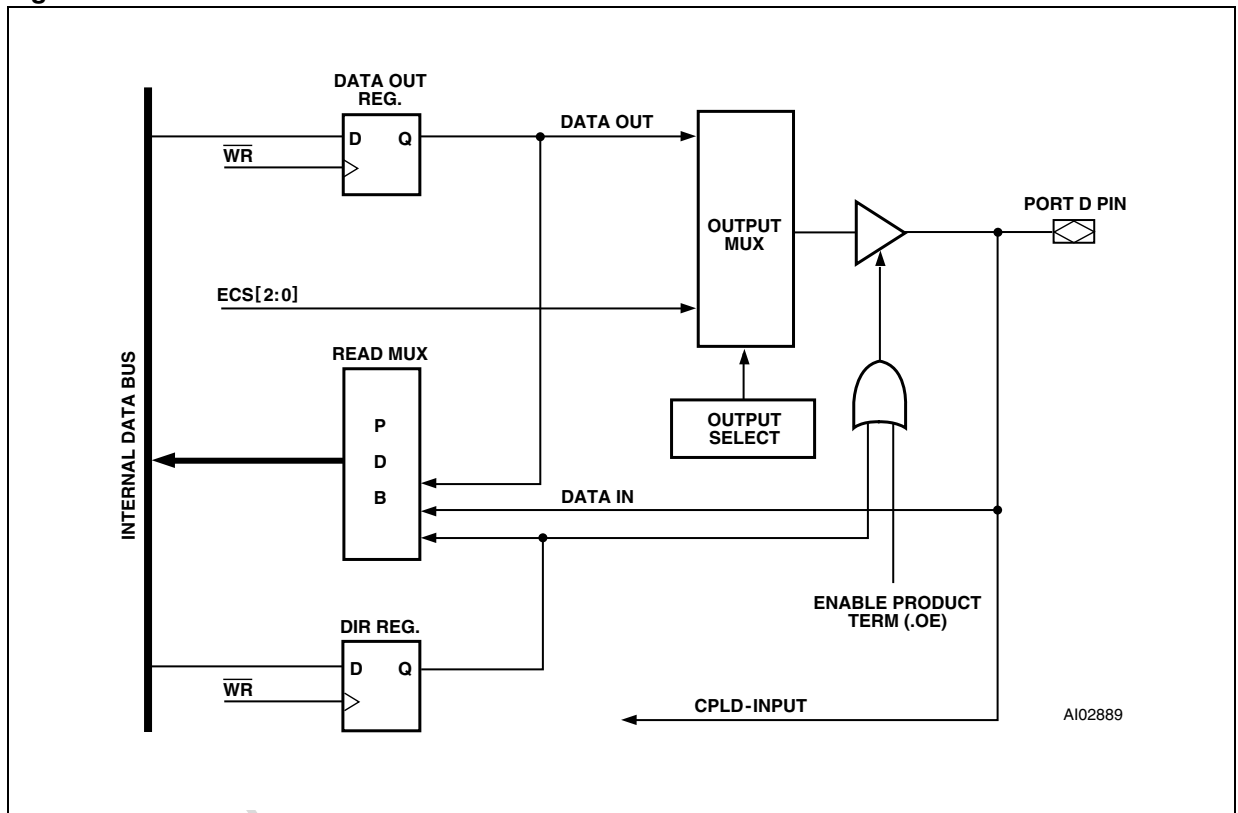 DATA OUT
REG.
D Q
WR
DATA OUT
OUTPUT
MUX
PORT D PIN
ECS[2:0]
READ MUX
P
D
B
OUTPUT
SELECT
INTERNAL DATA BUS
DATA IN
ENABLE PRODUCT
TERM (.OE)
DIR REG.
D Q
WR
CPLD-INPUT
AI02889